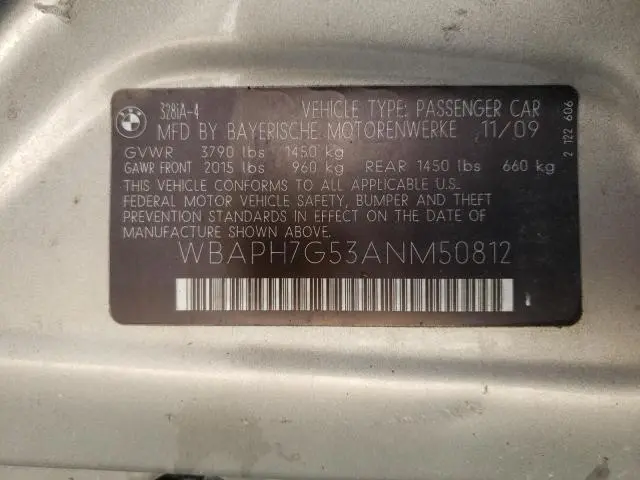 BMW
328iA-4 VEHICLE TYPE: PASSENGER CAR
MFD BY BAYERISCHE MOTORENWERKE 11/09
GVWR 3790 lbs 1450 kg
GAWR FRONT 2015 lbs 960 kg REAR 1450 lbs 660 kg
THIS VEHICLE CONFORMS TO ALL APPLICABLE U.S.
FEDERAL MOTOR VEHICLE SAFETY, BUMPER AND THEFT
PREVENTION STANDARDS IN EFFECT ON THE DATE OF
MANUFACTURE SHOWN ABOVE.
WBAPH7G53ANM50812
2 122 606